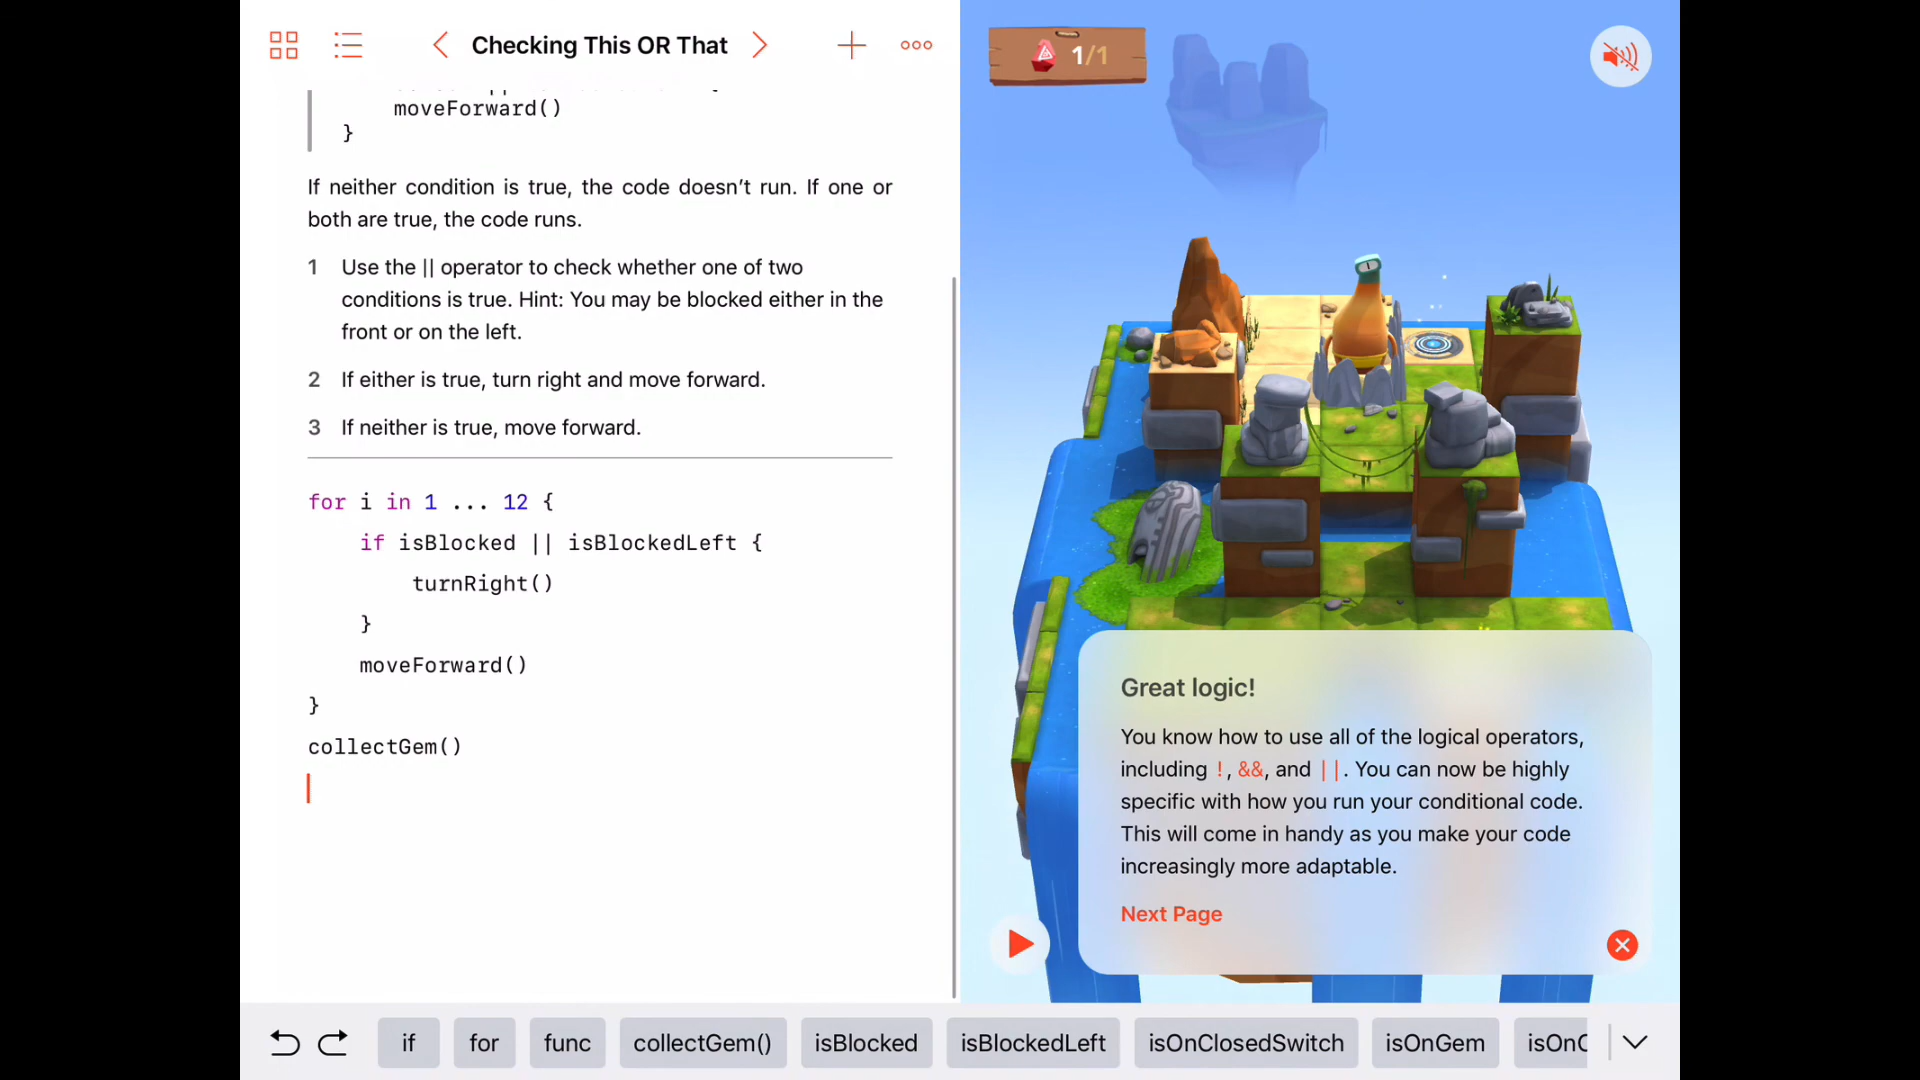 Checking This OR That
1/1
moveForward()
}
If neither condition is true, the code doesn’t run. If one or
both are true, the code runs.
1 Use the || operator to check whether one of two
conditions is true. Hint: You may be blocked either in the
front or on the left.
2 If either is true, turn right and move forward.
3 If neither is true, move forward.
for i in 1 ... 12 {
if isBlocked || isBlockedLeft {
turnRight()
}
moveForward()
}
collectGem()
Great logic!
You know how to use all of the logical operators,
including !, &&, and ||. You can now be highly
specific with how you run your conditional code.
This will come in handy as you make your code
increasingly more adaptable.
Next Page
if for func collectGem() isBlocked isBlockedLeft isOnClosedSwitch isOnGem